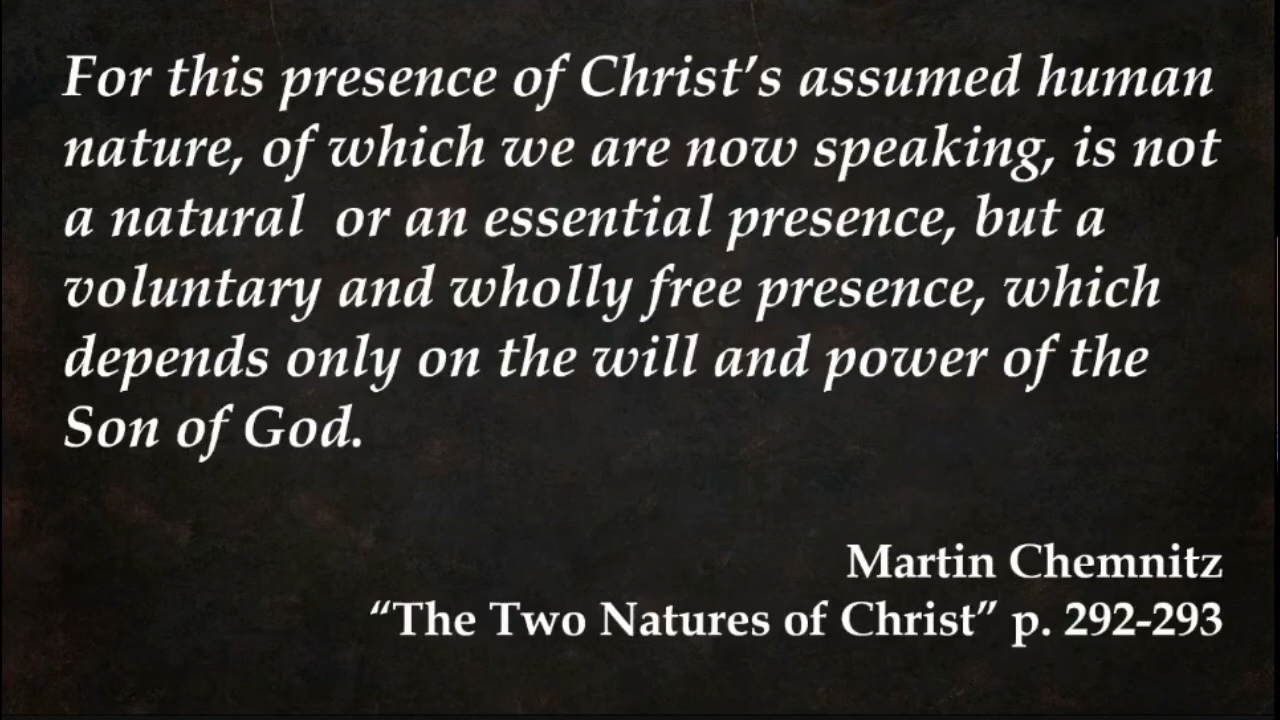 For this presence of Christ’s assumed human
nature, of which we are now speaking, is not
a natural  or an essential presence, but a
voluntary and wholly free presence, which
depends only on the will and power of the
Son of God.
Martin Chemnitz
“The Two Natures of Christ” p. 292-293